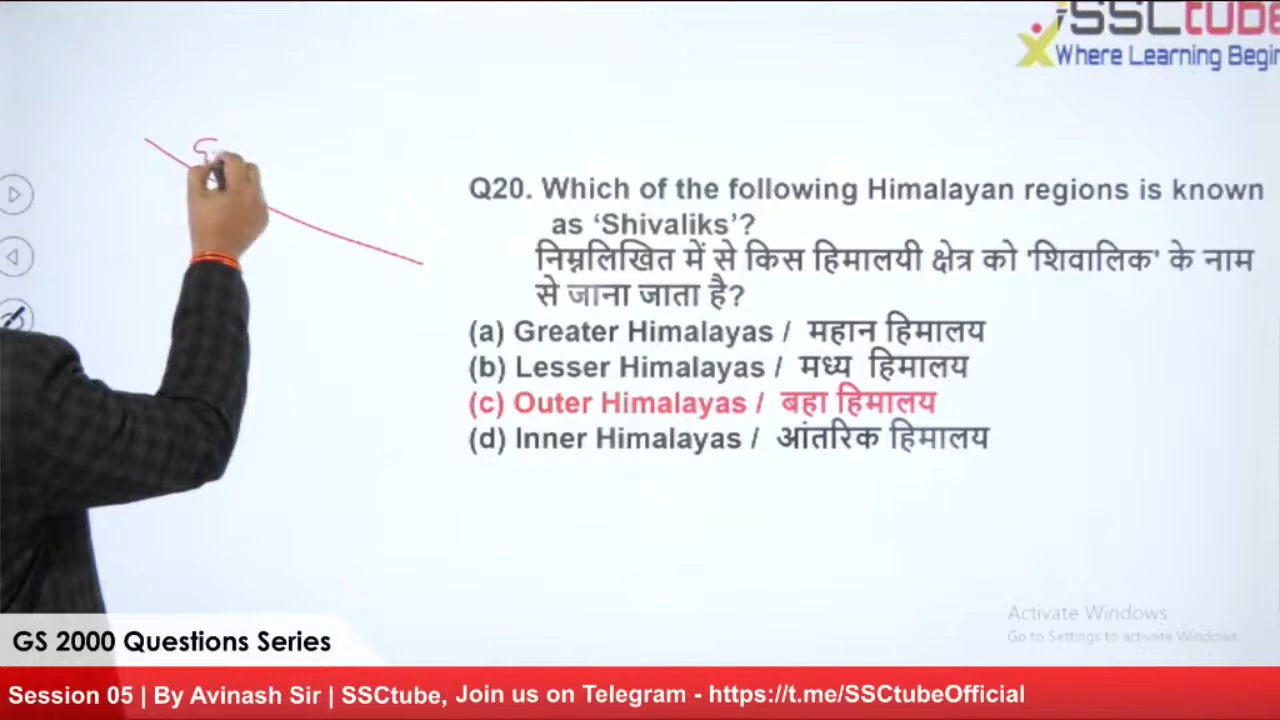 iSSCtube
Where Learning Begin
Q20. Which of the following Himalayan regions is known
as ‘Shivaliks’?
निम्नलिखित में से किस हिमालयी क्षेत्र को 'शिवालिक' के नाम
से जाना जाता है?
(a) Greater Himalayas / महान हिमालय
(b) Lesser Himalayas / मध्य हिमालय
(c) Outer Himalayas / बहा हिमालय
(d) Inner Himalayas / आंतरिक हिमालय
Activate Windows
Go to Settings to activate Windows.
GS 2000 Questions Series
Session 05 | By Avinash Sir | SSCtube, Join us on Telegram - https://t.me/SSCtubeOfficial